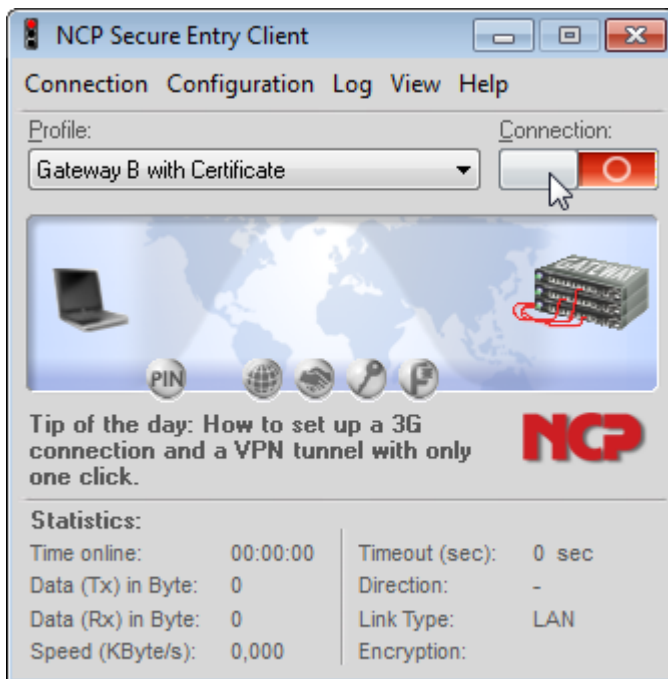 NCP Secure Entry Client
Connection Configuration Log View Help
Profile: Connection:
Gateway B with Certificate
GATEWAY
PIN
Tip of the day: How to set up a 3G
connection and a VPN tunnel with only
one click.
NCP
Statistics:
Time online: 00:00:00 Timeout (sec): 0 sec
Data (Tx) in Byte: 0 Direction: -
Data (Rx) in Byte: 0 Link Type: LAN
Speed (KByte/s): 0,000 Encryption: